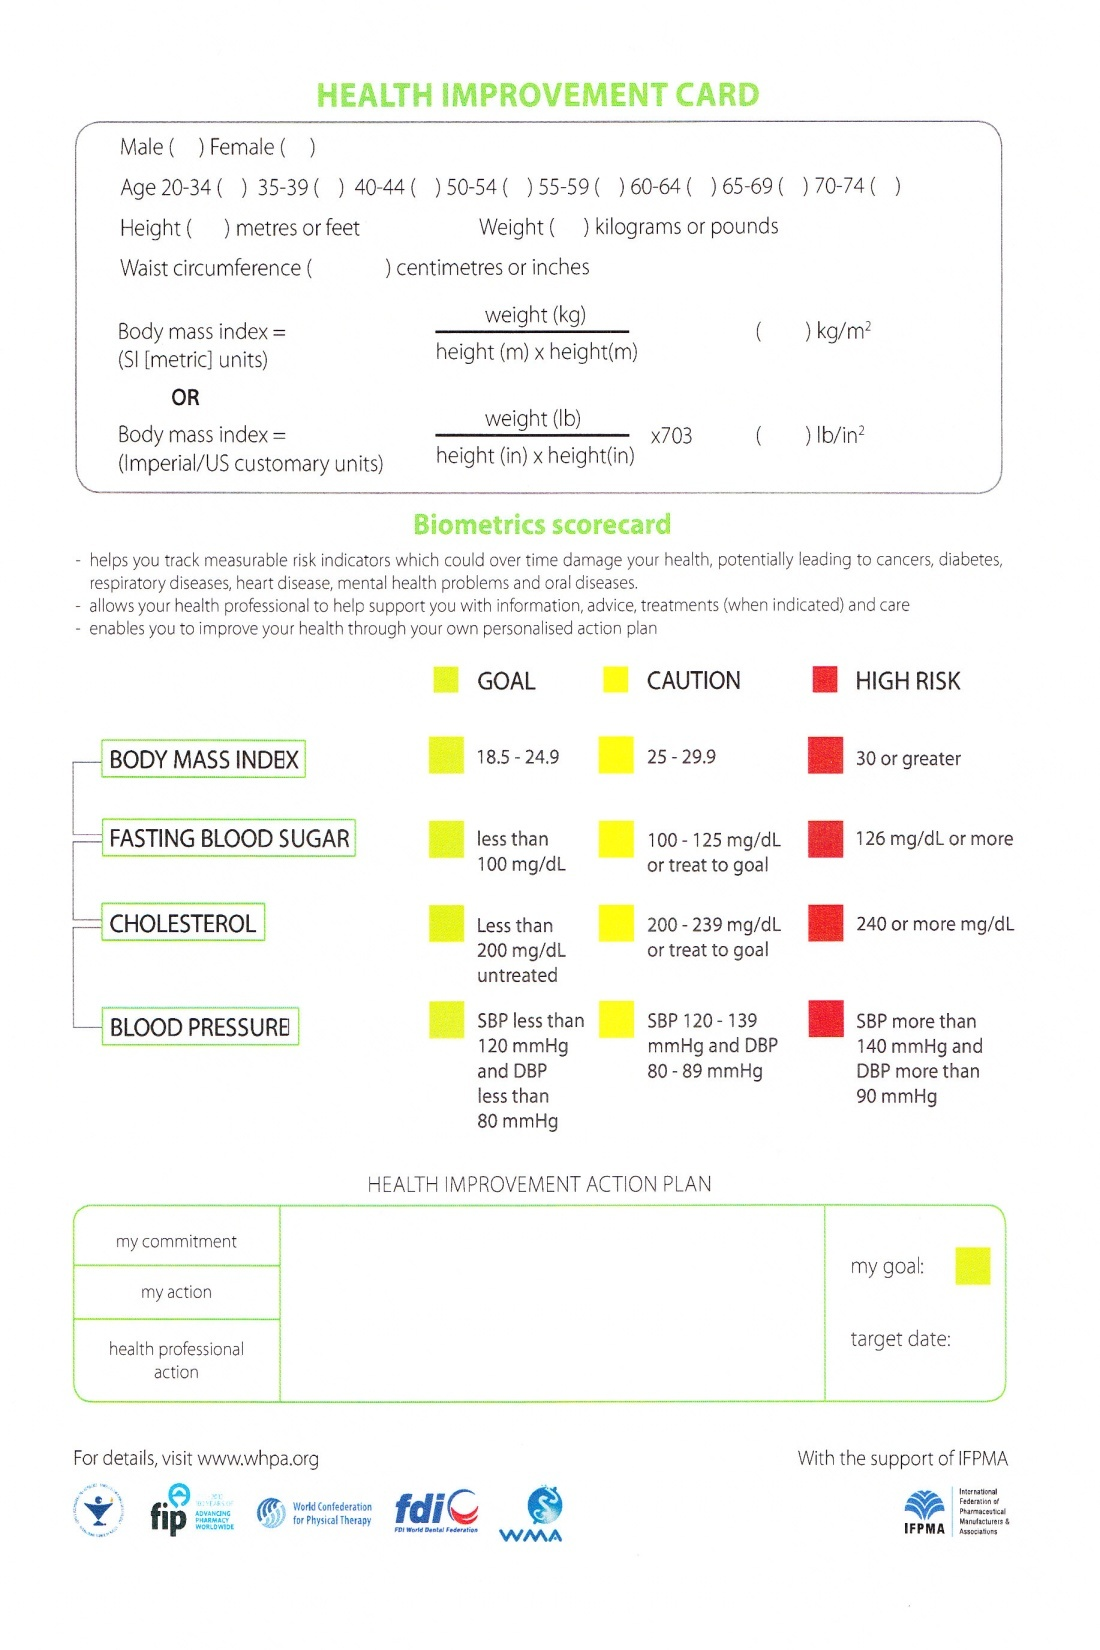 HEALTH IMPROVEMENT CARD
Male (    ) Female (    )
Age 20-34 (   ) 35-39 (   ) 40-44 (   ) 50-54 (   ) 55-59 (   ) 60-64 (   ) 65-69 (   ) 70-74 (   )
Height (    ) metres or feet    Weight (    ) kilograms or pounds
Waist circumference (          ) centimetres or inches
weight (kg)
Body mass index =    (      ) kg/m²
height (m) x height(m)
(SI [metric] units)
OR
weight (lb)
Body mass index =    x703    (      ) lb/in²
height (in) x height(in)
(Imperial/US customary units)
Biometrics scorecard
- helps you track measurable risk indicators which could over time damage your health, potentially leading to cancers, diabetes,
respiratory diseases, heart disease, mental health problems and oral diseases.
- allows your health professional to help support you with information, advice, treatments (when indicated) and care
- enables you to improve your health through your own personalised action plan
GOAL    CAUTION    HIGH RISK
BODY MASS INDEX    18.5 - 24.9    25 - 29.9    30 or greater
FASTING BLOOD SUGAR    less than    100 - 125 mg/dL    126 mg/dL or more
100 mg/dL    or treat to goal
CHOLESTEROL    Less than    200 - 239 mg/dL    240 or more mg/dL
200 mg/dL    or treat to goal
untreated
BLOOD PRESSURE    SBP less than    SBP 120 - 139    SBP more than
120 mmHg    mmHg and DBP    140 mmHg and
and DBP    80 - 89 mmHg    DBP more than
less than    90 mmHg
80 mmHg
HEALTH IMPROVEMENT ACTION PLAN
my commitment
my goal:
my action
target date:
health professional
action
For details, visit www.whpa.org    With the support of IFPMA
fip
ADVANCING
PHARMACY
WORLDWIDE
World Confederation
for Physical Therapy
fdi
FDI World Dental Federation
WMA
IFPMA
International
Federation of
Pharmaceutical
Manufacturers &
Associations